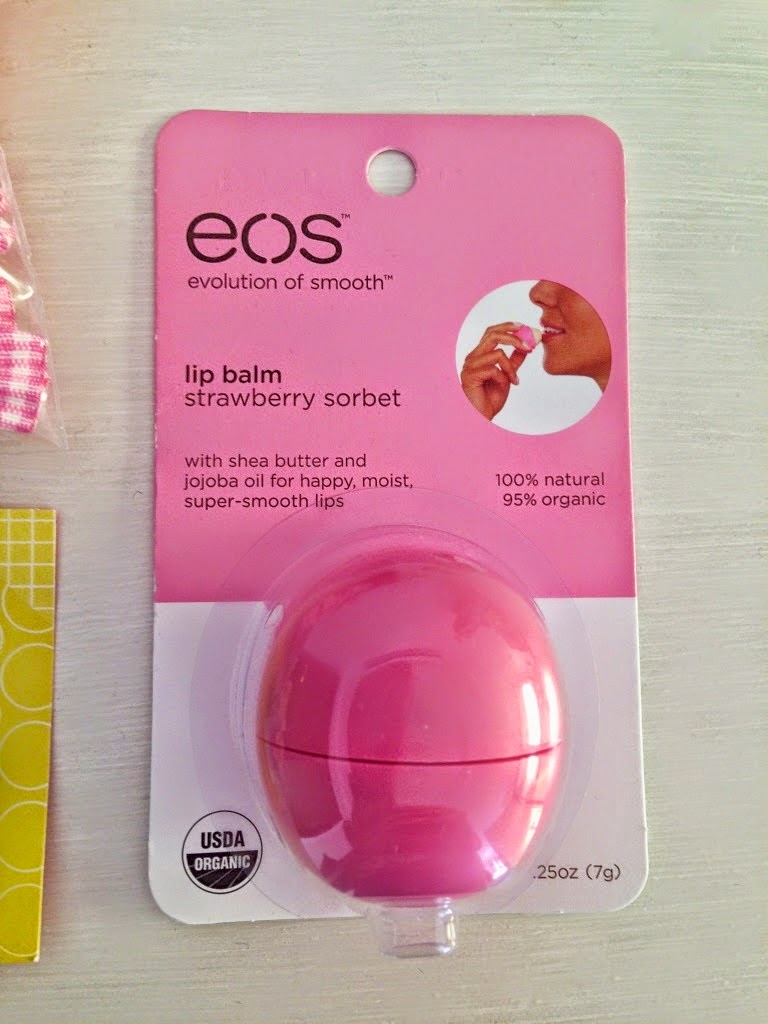 eos™
evolution of smooth™
lip balm
strawberry sorbet
with shea butter and
jojoba oil for happy, moist,
super-smooth lips
100% natural
95% organic
USDA
ORGANIC
.25oz (7g)